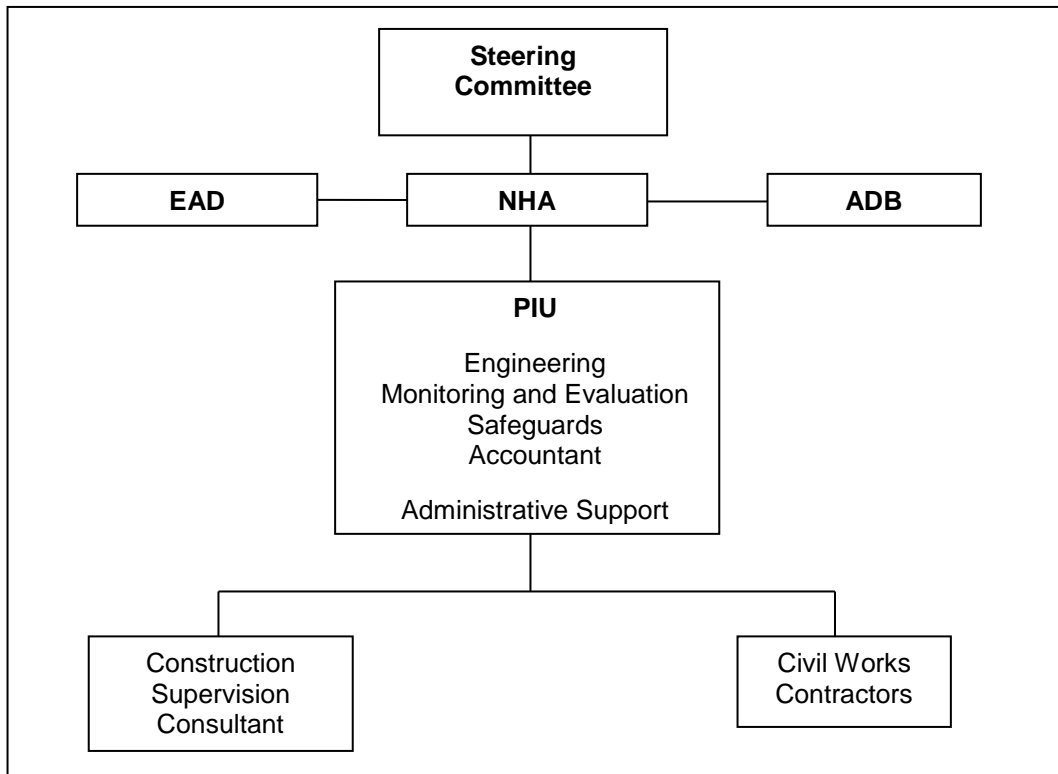 Steering
Committee
EAD
NHA
ADB
PIU
Engineering
Monitoring and Evaluation
Safeguards
Accountant
Administrative Support
Construction
Supervision
Consultant
Civil Works
Contractors